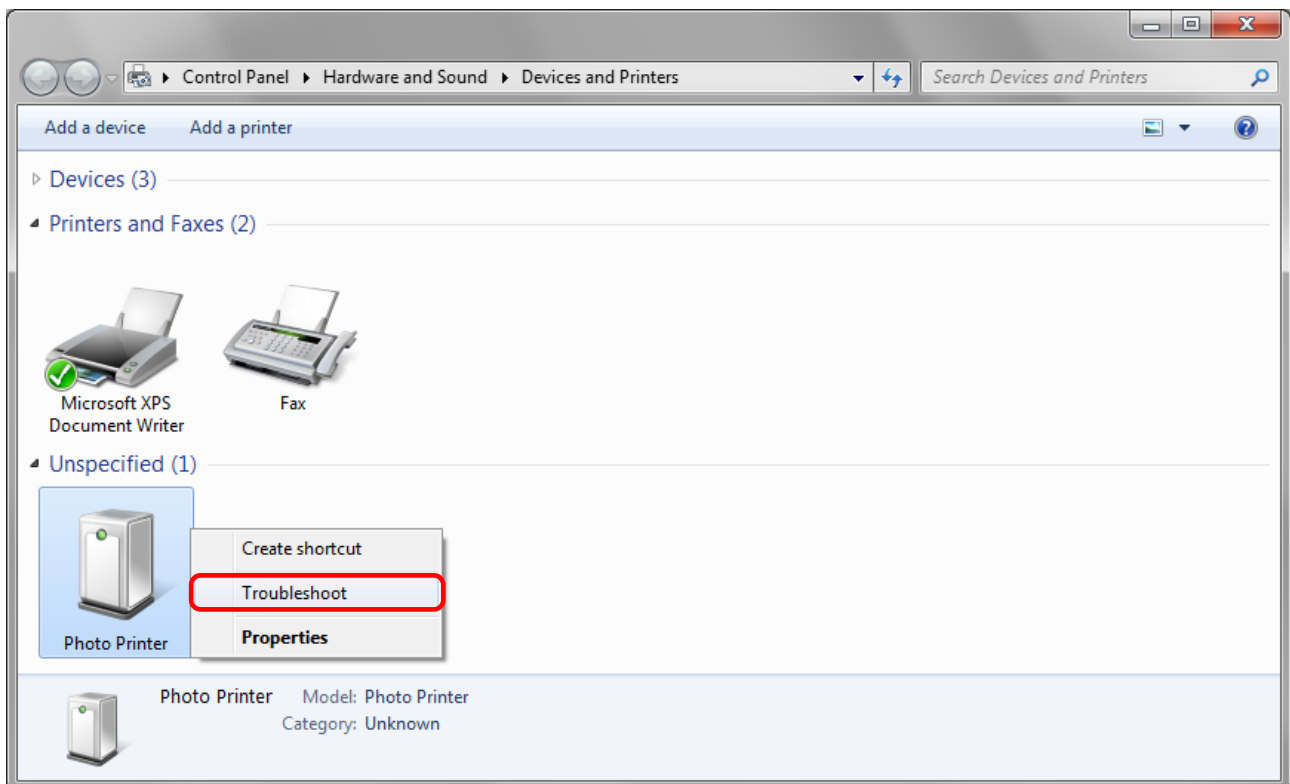 Control Panel Hardware and Sound Devices and Printers Search Devices and Printers
Add a device Add a printer
Devices (3)
Printers and Faxes (2)
Microsoft XPS Fax
Document Writer
Unspecified (1)
Create shortcut
Troubleshoot
Photo Printer Properties
Photo Printer Model: Photo Printer
Category: Unknown